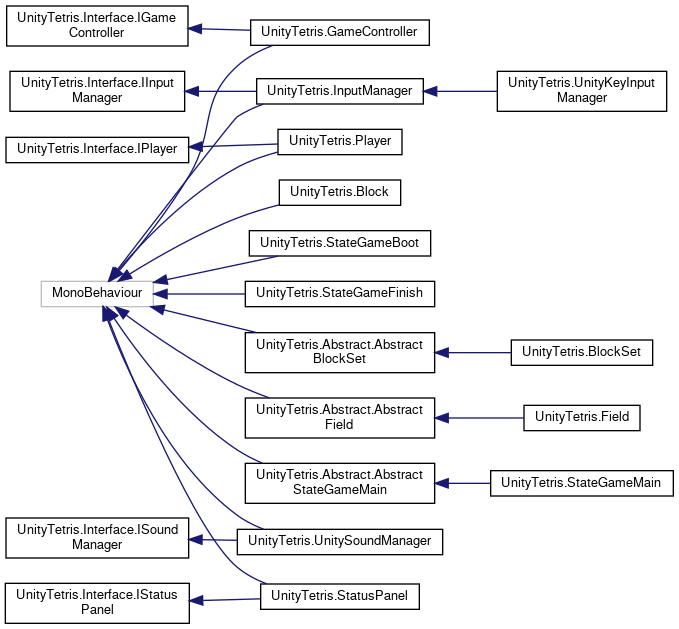 UnityTetris.Interface.IGame
Controller
UnityTetris.GameController
UnityTetris.Interface.IInput
Manager
UnityTetris.InputManager
UnityTetris.UnityKeyInput
Manager
UnityTetris.Interface.IPlayer
UnityTetris.Player
UnityTetris.Block
UnityTetris.StateGameBoot
MonoBehaviour
UnityTetris.StateGameFinish
UnityTetris.Abstract.Abstract
BlockSet
UnityTetris.BlockSet
UnityTetris.Abstract.Abstract
Field
UnityTetris.Field
UnityTetris.Abstract.Abstract
StateGameMain
UnityTetris.StateGameMain
UnityTetris.Interface.ISound
Manager
UnityTetris.UnitySoundManager
UnityTetris.Interface.IStatus
Panel
UnityTetris.StatusPanel